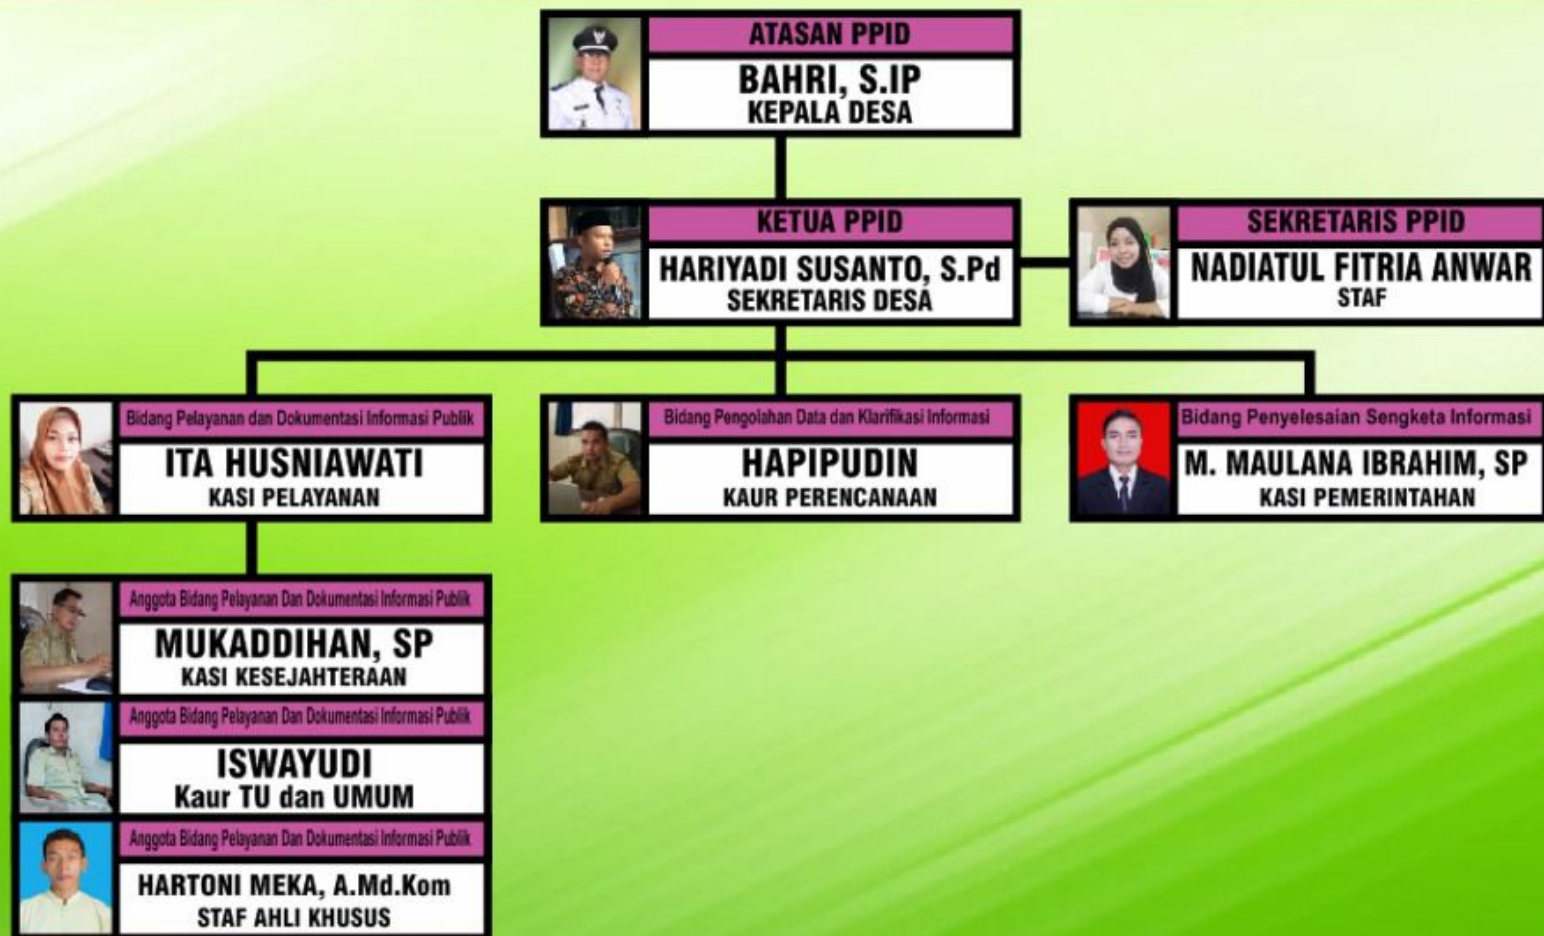 ATASAN PPID
BAHRI, S.IP
KEPALA DESA
KETUA PPID
HARIYADI SUSANTO, S.Pd
SEKRETARIS DESA
SEKRETARIS PPID
NADIATUL FITRIA ANWAR
STAF
Bidang Pelayanan dan Dokumentasi Informasi Publik
ITA HUSNIAWATI
KASI PELAYANAN
Bidang Pengolahan Data dan Klarifikasi Informasi
HAPIPUDIN
KAUR PERENCANAAN
Bidang Penyelesaian Sengketa Informasi
M. MAULANA IBRAHIM, SP
KASI PEMERINTAHAN
Anggota Bidang Pelayanan Dan Dokumentasi Informasi Publik
MUKADDIHAN, SP
KASI KESEJAHTERAAN
Anggota Bidang Pelayanan Dan Dokumentasi Informasi Publik
ISWAYUDI
Kaur TU dan UMUM
Anggota Bidang Pelayanan Dan Dokumentasi Informasi Publik
HARTONI MEKA, A.Md.Kom
STAF AHLI KHUSUS